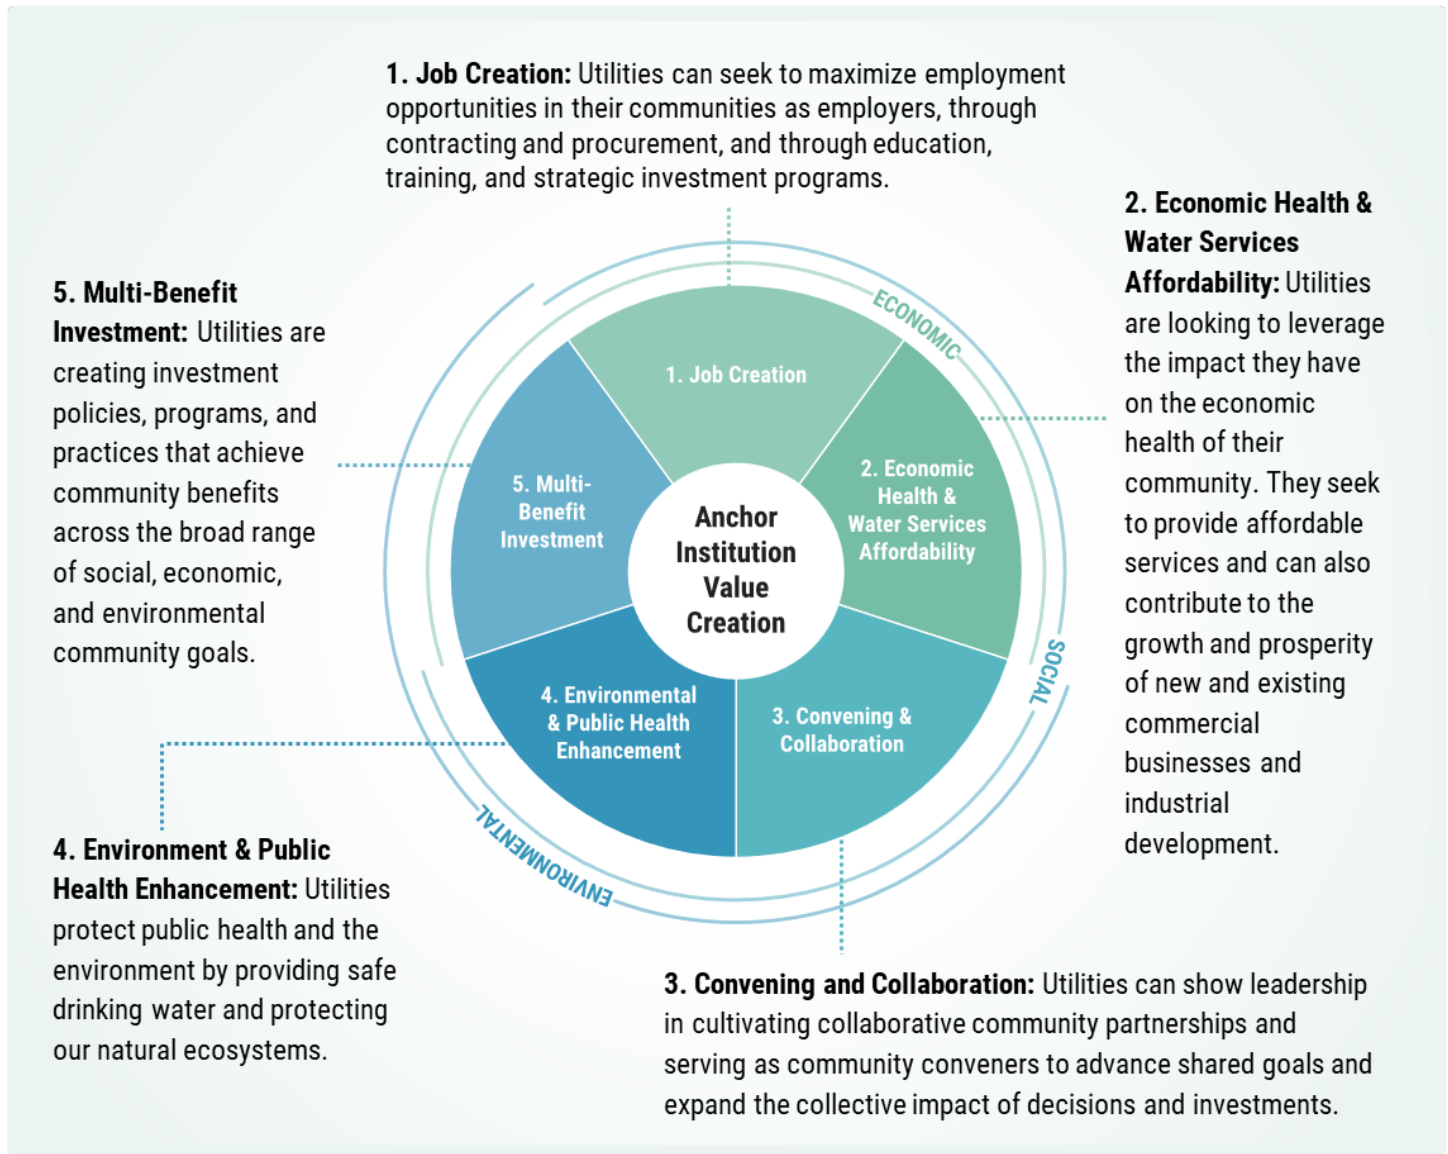 1. Job Creation: Utilities can seek to maximize employment
opportunities in their communities as employers, through
contracting and procurement, and through education,
training, and strategic investment programs.
2. Economic Health &
Water Services
Affordability: Utilities
are looking to leverage
the impact they have
on the economic
health of their
community. They seek
to provide affordable
services and can also
contribute to the
growth and prosperity
of new and existing
commercial
businesses and
industrial
development.
5. Multi-Benefit
Investment: Utilities are
creating investment
policies, programs, and
practices that achieve
community benefits
across the broad range
of social, economic,
and environmental
community goals.
ECONOMIC
SOCIAL
ENVIRONMENTAL
1. Job Creation
2. Economic
Health &
Water Services
Affordability
3. Convening &
Collaboration
4. Environmental
& Public Health
Enhancement
5. Multi-
Benefit
Investment
Anchor
Institution
Value
Creation
4. Environment & Public
Health Enhancement: Utilities
protect public health and the
environment by providing safe
drinking water and protecting
our natural ecosystems.
3. Convening and Collaboration: Utilities can show leadership
in cultivating collaborative community partnerships and
serving as community conveners to advance shared goals and
expand the collective impact of decisions and investments.